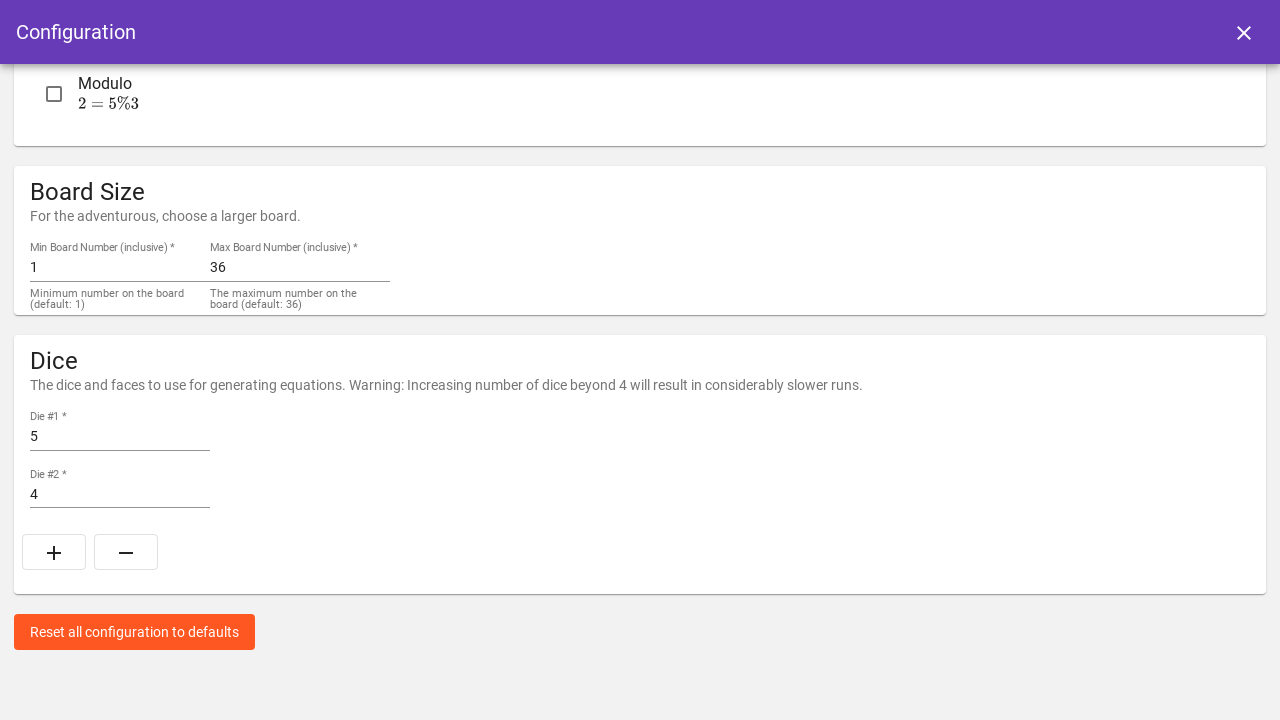 Configuration
Modulo
2 = 5%3
Board Size
For the adventurous, choose a larger board.
Min Board Number (inclusive) *
Max Board Number (inclusive) *
1
36
Minimum number on the board
(default: 1)
The maximum number on the
board (default: 36)
Dice
The dice and faces to use for generating equations. Warning: Increasing number of dice beyond 4 will result in considerably slower runs.
Die #1 *
5
Die #2 *
4
Reset all configuration to defaults